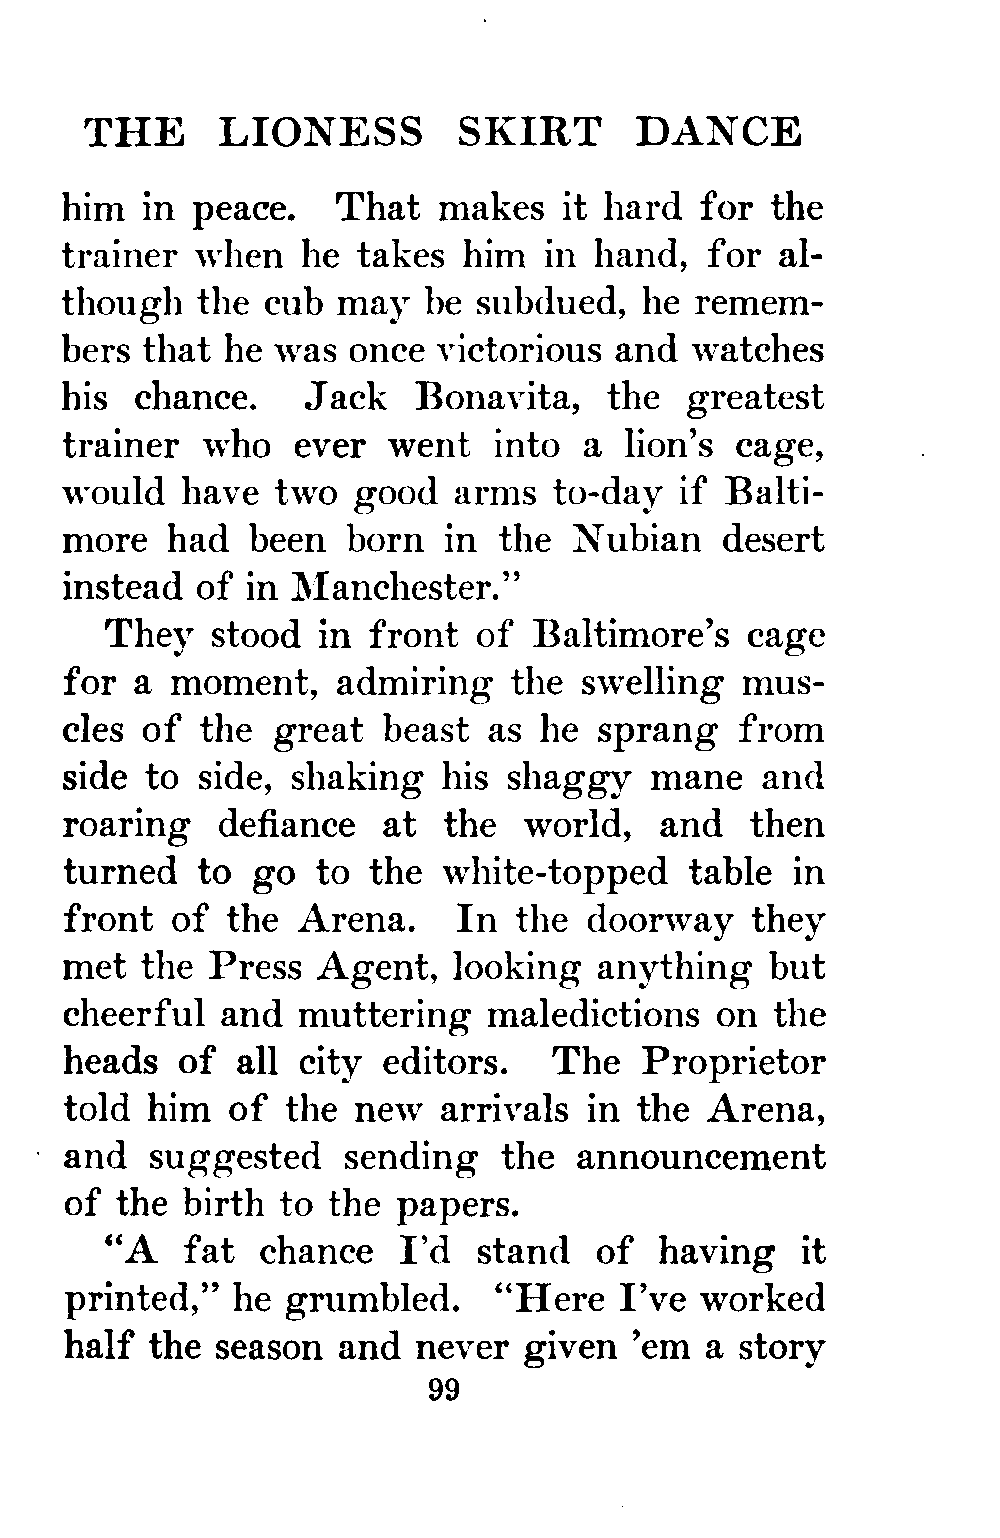 THE LIONESS SKIRT DANCE
him in peace. That makes it hard for the
trainer when he takes him in hand, for al-
though the cub may be subdued, he remem-
bers that he was once victorious and watches
his chance. Jack Bonavita, the greatest
trainer who ever went into a lion's cage,
would have two good arms to-day if Balti-
more had been born in the Nubian desert
instead of in Manchester."
They stood in front of Baltimore's cage
for a moment, admiring the swelling mus-
cles of the great beast as he sprang from
side to side, shaking his shaggy mane and
roaring defiance at the world, and then
turned to go to the white-topped table in
front of the Arena. In the doorway they
met the Press Agent, looking anything but
cheerful and muttering maledictions on the
heads of all city editors. The Proprietor
told him of the new arrivals in the Arena,
and suggested sending the announcement
of the birth to the papers.
"A fat chance I'd stand of having it
printed," he grumbled. "Here I've worked
half the season and never given 'em a story
99